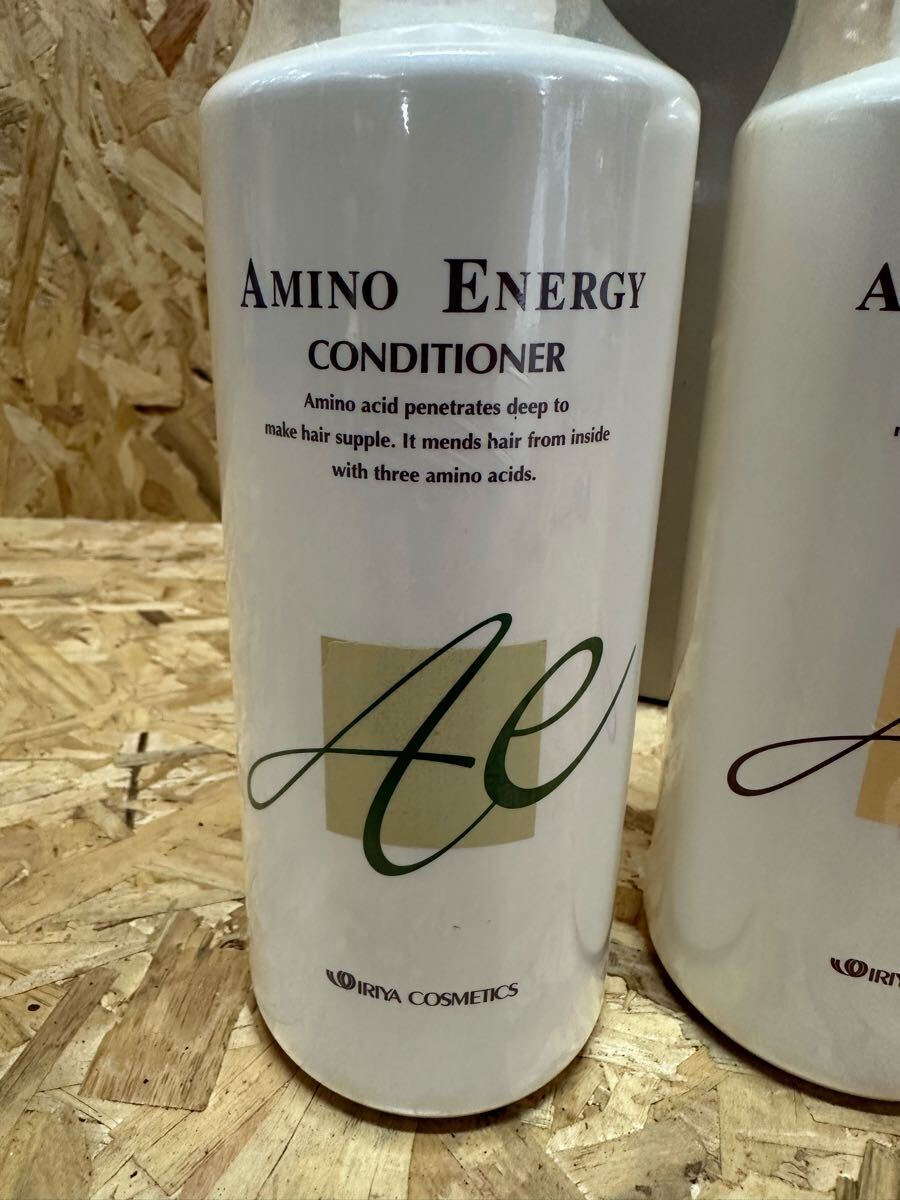 AMINO ENERGY
CONDITIONER
Amino acid penetrates deep to
make hair supple. It mends hair from inside
with three amino acids.
Ae
IRIYA COSMETICS
A
A
IRIY